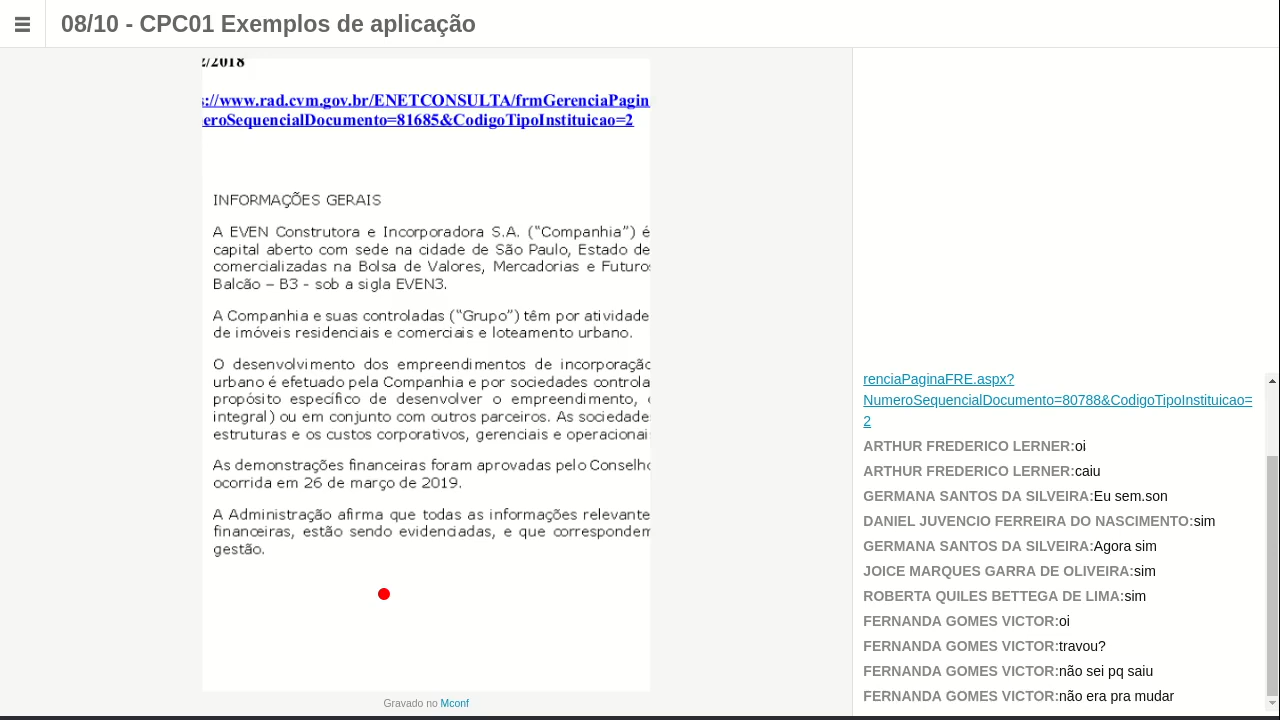 08/10 - CPC01 Exemplos de aplicação
2/2018
s://www.rad.cvm.gov.br/ENETCONSULTA/frmGerenciaPagin
eroSequencialDocumento=81685&CodigoTipoInstituicao=2
INFORMAÇÕES GERAIS
A EVEN Construtora e Incorporadora S.A. (“Companhia”) é
capital aberto com sede na cidade de São Paulo, Estado de
comercializadas na Bolsa de Valores, Mercadorias e Futuros
Balcão – B3 - sob a sigla EVEN3.
A Companhia e suas controladas (“Grupo”) têm por atividade
de imóveis residenciais e comerciais e loteamento urbano.
O desenvolvimento dos empreendimentos de incorporação
urbano é efetuado pela Companhia e por sociedades controla
propósito específico de desenvolver o empreendimento,
integral) ou em conjunto com outros parceiros. As sociedades
estruturas e os custos corporativos, gerenciais e operacionai
As demonstrações financeiras foram aprovadas pelo Conselho
ocorrida em 26 de março de 2019.
A Administração afirma que todas as informações relevante
financeiras, estão sendo evidenciadas, e que correspondem
gestão.
Gravado no Mconf
renciaPaginaFRE.aspx?
NumeroSequencialDocumento=80788&CodigoTipoInstituicao=
2
ARTHUR FREDERICO LERNER:oi
ARTHUR FREDERICO LERNER:caiu
GERMANA SANTOS DA SILVEIRA:Eu sem.son
DANIEL JUVENCIO FERREIRA DO NASCIMENTO:sim
GERMANA SANTOS DA SILVEIRA:Agora sim
JOICE MARQUES GARRA DE OLIVEIRA:sim
ROBERTA QUILES BETTEGA DE LIMA:sim
FERNANDA GOMES VICTOR:oi
FERNANDA GOMES VICTOR:travou?
FERNANDA GOMES VICTOR:não sei pq saiu
FERNANDA GOMES VICTOR:não era pra mudar